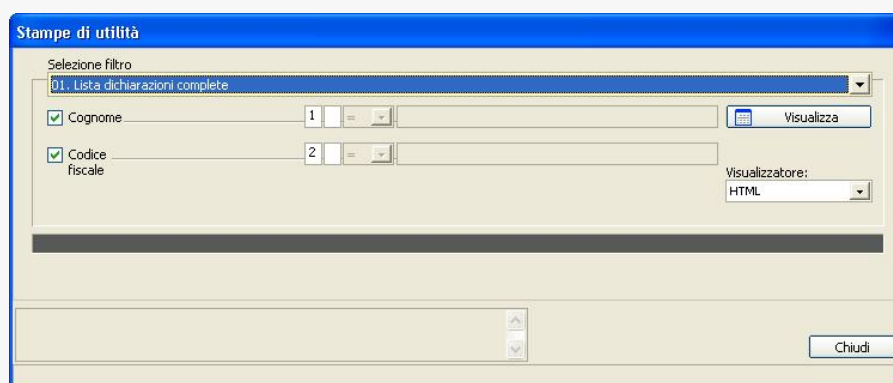 Stampe di utilità
Selezione filtro
01. Lista dichiarazioni complete
Cognome 1 =
Visualizza
Codice fiscale 2 =
Visualizzatore:
HTML
Chiudi